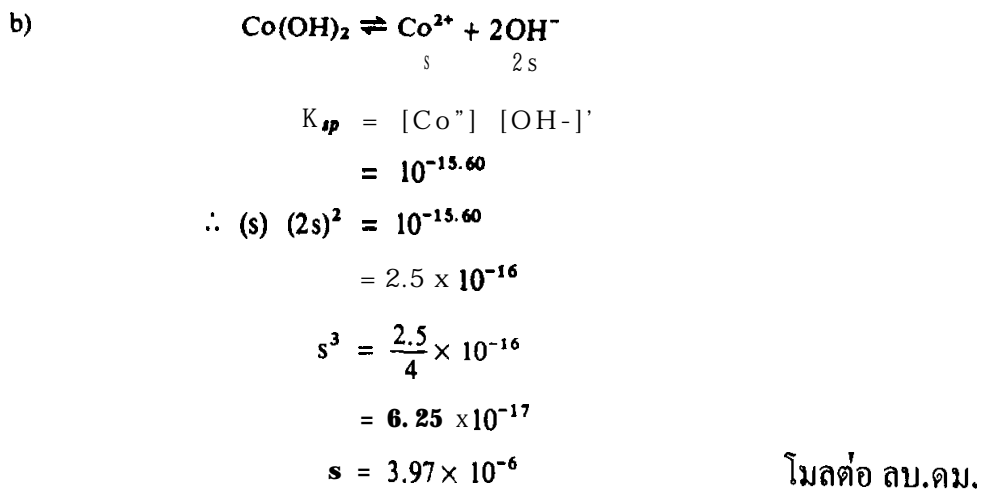 b) Co(OH)₂ ⇌ Co²⁺ + 2OH⁻
s 2s
K_sp = [Co"] [OH-]'
= 10⁻¹⁵·⁶⁰
∴ (s) (2s)² = 10⁻¹⁵·⁶⁰
= 2.5 x 10⁻¹⁶
s³ = 2.5/4 × 10⁻¹⁶
= 6.25 x10⁻¹⁷
s = 3.97 × 10⁻⁶ โมลต่อ ลบ.ดม.